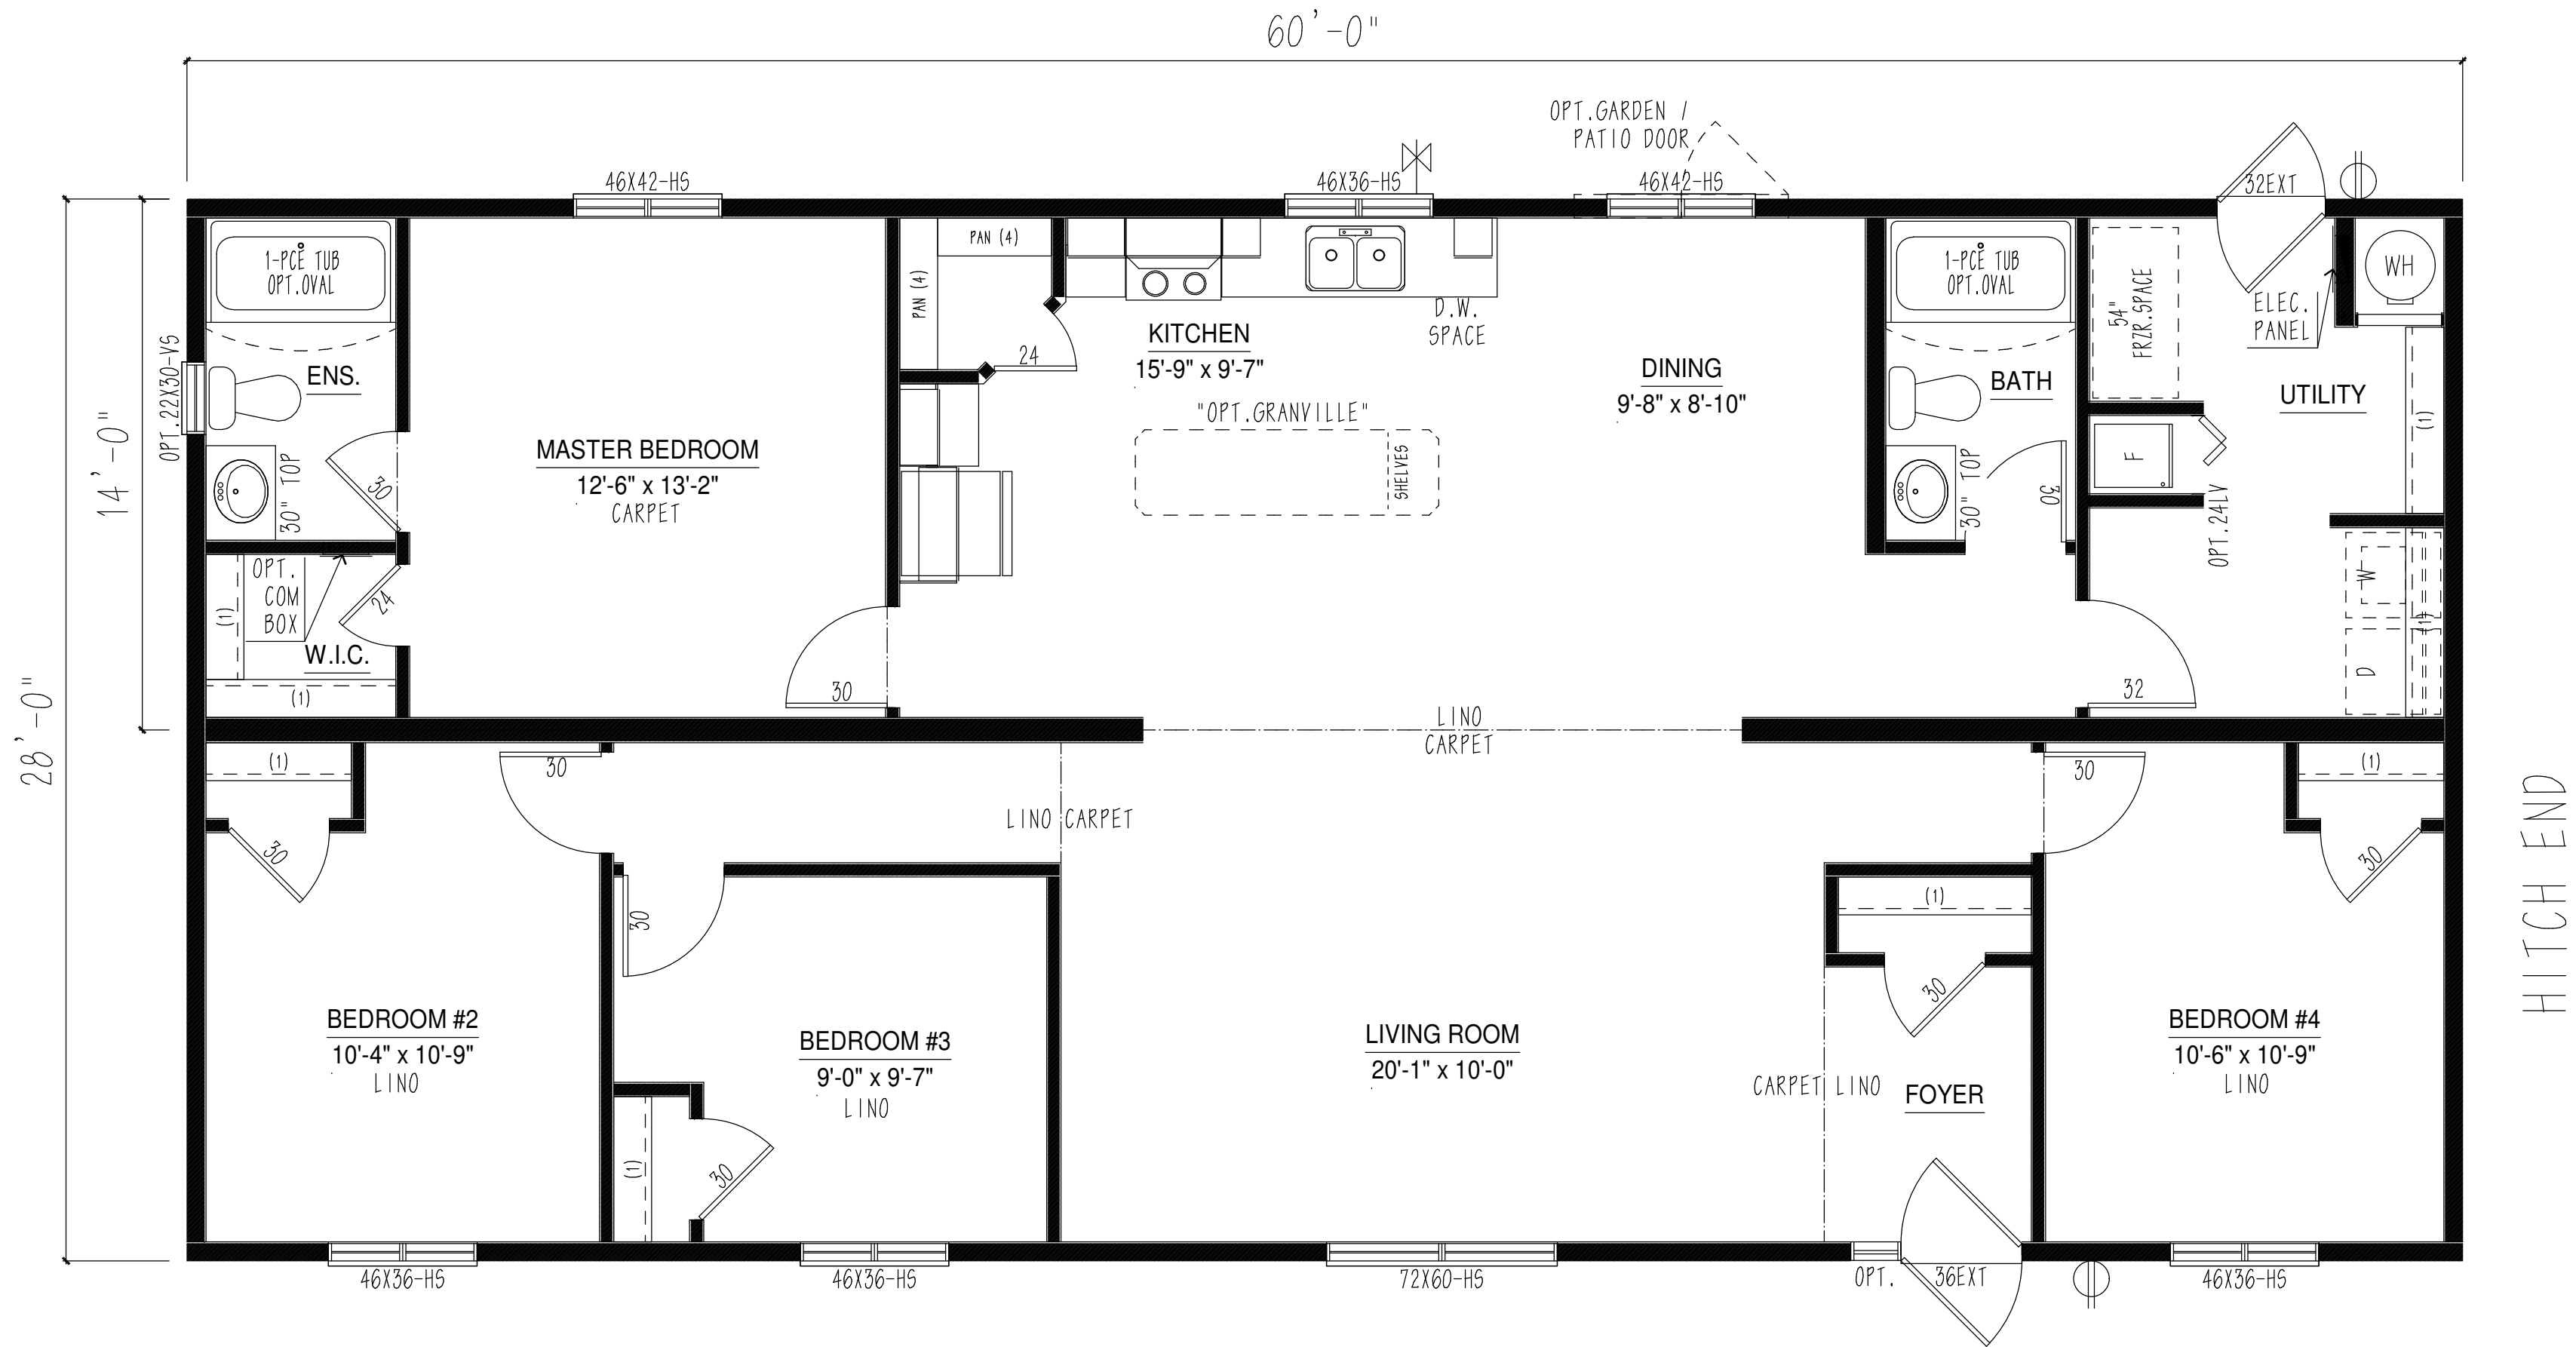 60'-0"
OPT.GARDEN /
PATIO DOOR
46X42-HS
46X36-HS
46X42-HS
32EXT
1-PCE TUB
OPT.OVAL
PAN (4)
PAN (4)
D.W.
SPACE
1-PCE TUB
OPT.OVAL
54"
FRZR.SPACE
ELEC.
PANEL
WH
OPT.22X30-VS
ENS.
24
KITCHEN
15'-9" x 9'-7"
DINING
9'-8" x 8'-10"
BATH
UTILITY
(1)
14'-0"
"OPT.GRANVILLE"
SHELVES
MASTER BEDROOM
12'-6" x 13'-2"
CARPET
30" TOP
30
30" TOP
30
F
OPT.24LV
OPT.
COM
BOX
24
(1)
W.I.C.
(1)
30
W
D
(1)
32
28'-0"
LINO
CARPET
(1)
30
30
(1)
30
LINO CARPET
30
30
(1)
30
HITCH END
BEDROOM #2
10'-4" x 10'-9"
LINO
BEDROOM #3
9'-0" x 9'-7"
LINO
(1)
30
LIVING ROOM
20'-1" x 10'-0"
CARPET LINO
FOYER
BEDROOM #4
10'-6" x 10'-9"
LINO
46X36-HS
46X36-HS
72X60-HS
OPT.
36EXT
46X36-HS